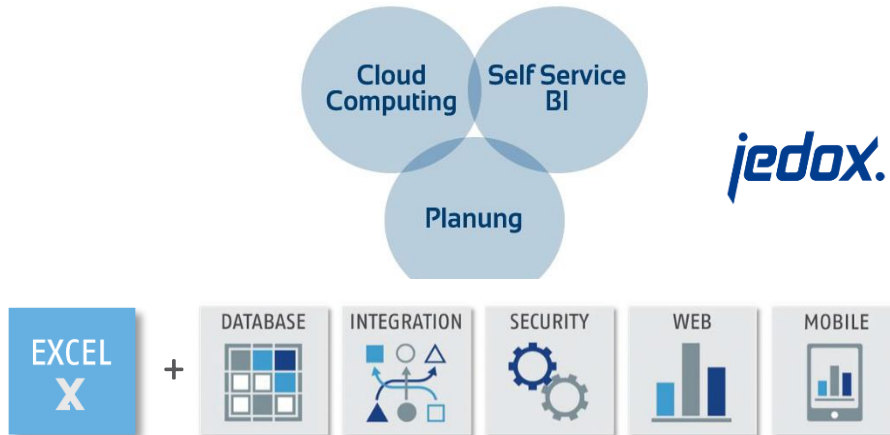 Cloud
Computing
Self Service
BI
Planung
jedox.
EXCEL
X
+
DATABASE
INTEGRATION
SECURITY
WEB
MOBILE